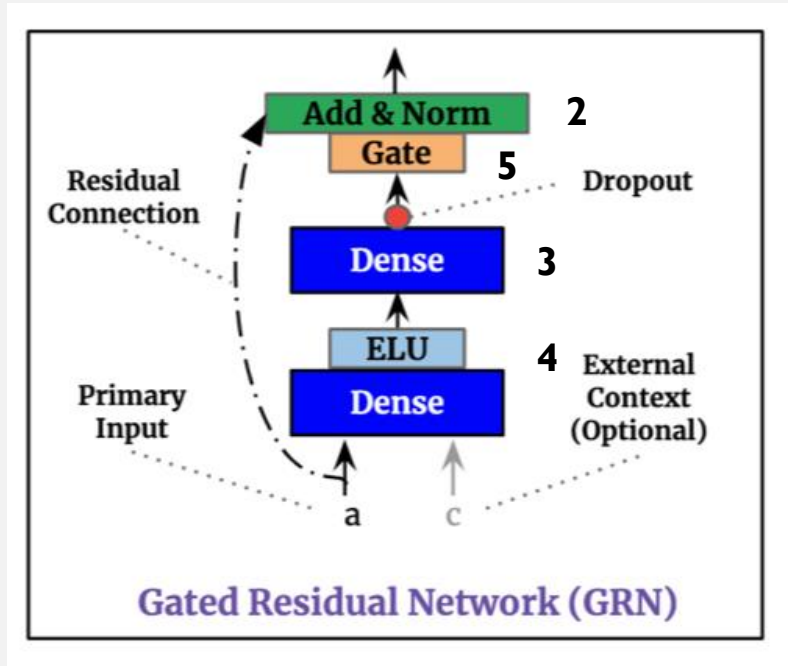 Add & Norm
2
Gate
5
Residual
Connection
Dropout
Dense
3
ELU
4
External
Context
(Optional)
Primary
Input
Dense
a
c
Gated Residual Network (GRN)